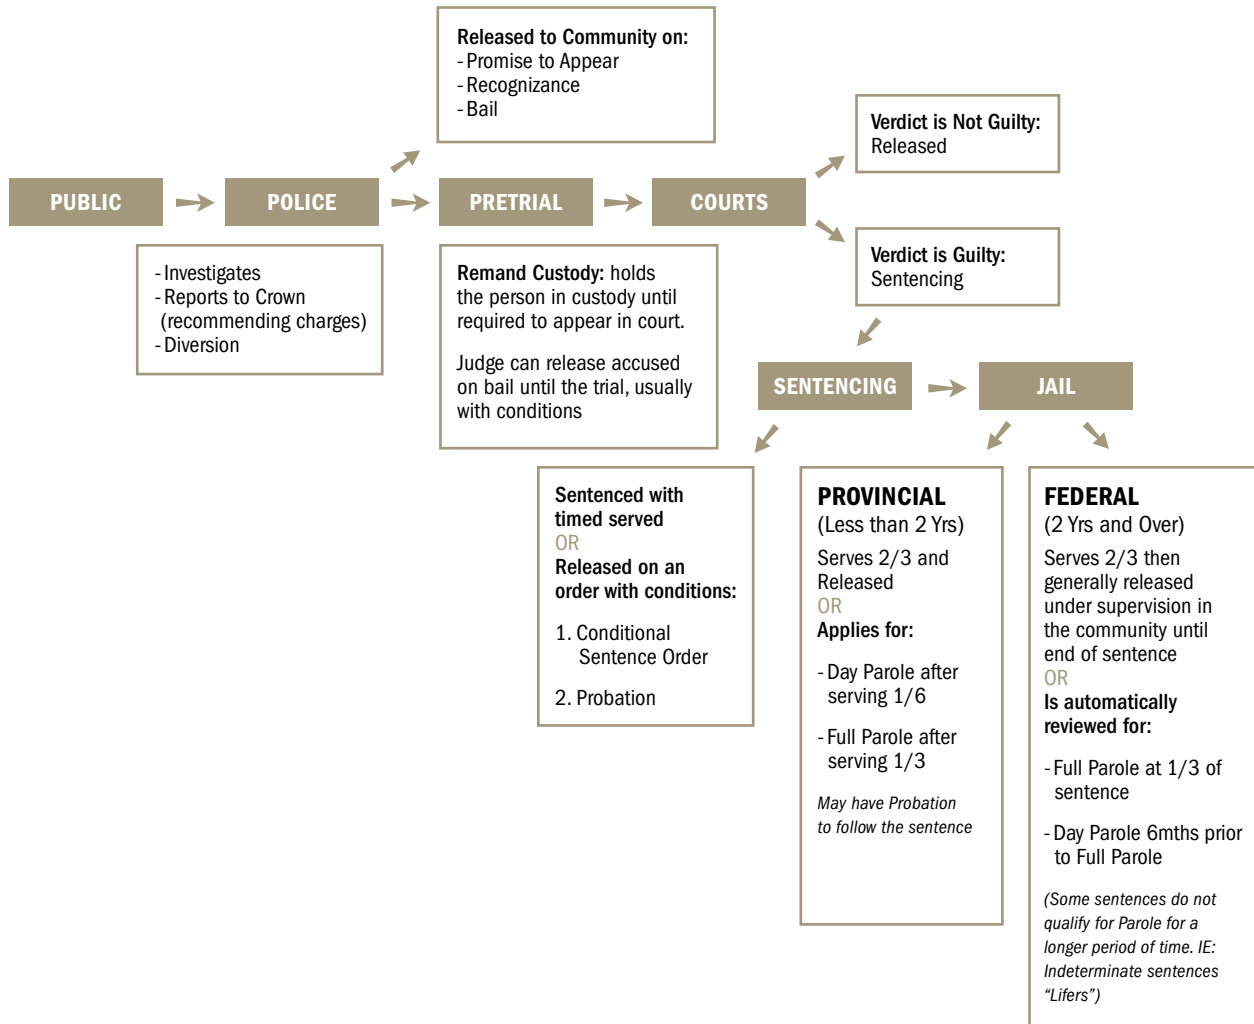 Released to Community on:
- Promise to Appear
- Recognizance
- Bail
Verdict is Not Guilty:
Released
PUBLIC
POLICE
PRETRIAL
COURTS
- Investigates
- Reports to Crown
(recommending charges)
- Diversion
Remand Custody: holds
the person in custody until
required to appear in court.
Judge can release accused
on bail until the trial, usually
with conditions
Verdict is Guilty:
Sentencing
SENTENCING
JAIL
Sentenced with
timed served
OR
Released on an
order with conditions:
1. Conditional
Sentence Order
2. Probation
PROVINCIAL
(Less than 2 Yrs)
Serves 2/3 and
Released
OR
Applies for:
- Day Parole after
serving 1/6
- Full Parole after
serving 1/3
May have Probation
to follow the sentence
FEDERAL
(2 Yrs and Over)
Serves 2/3 then
generally released
under supervision in
the community until
end of sentence
OR
Is automatically
reviewed for:
- Full Parole at 1/3 of
sentence
- Day Parole 6mths prior
to Full Parole
(Some sentences do not
qualify for Parole for a
longer period of time. IE:
Indeterminate sentences
“Lifers”)